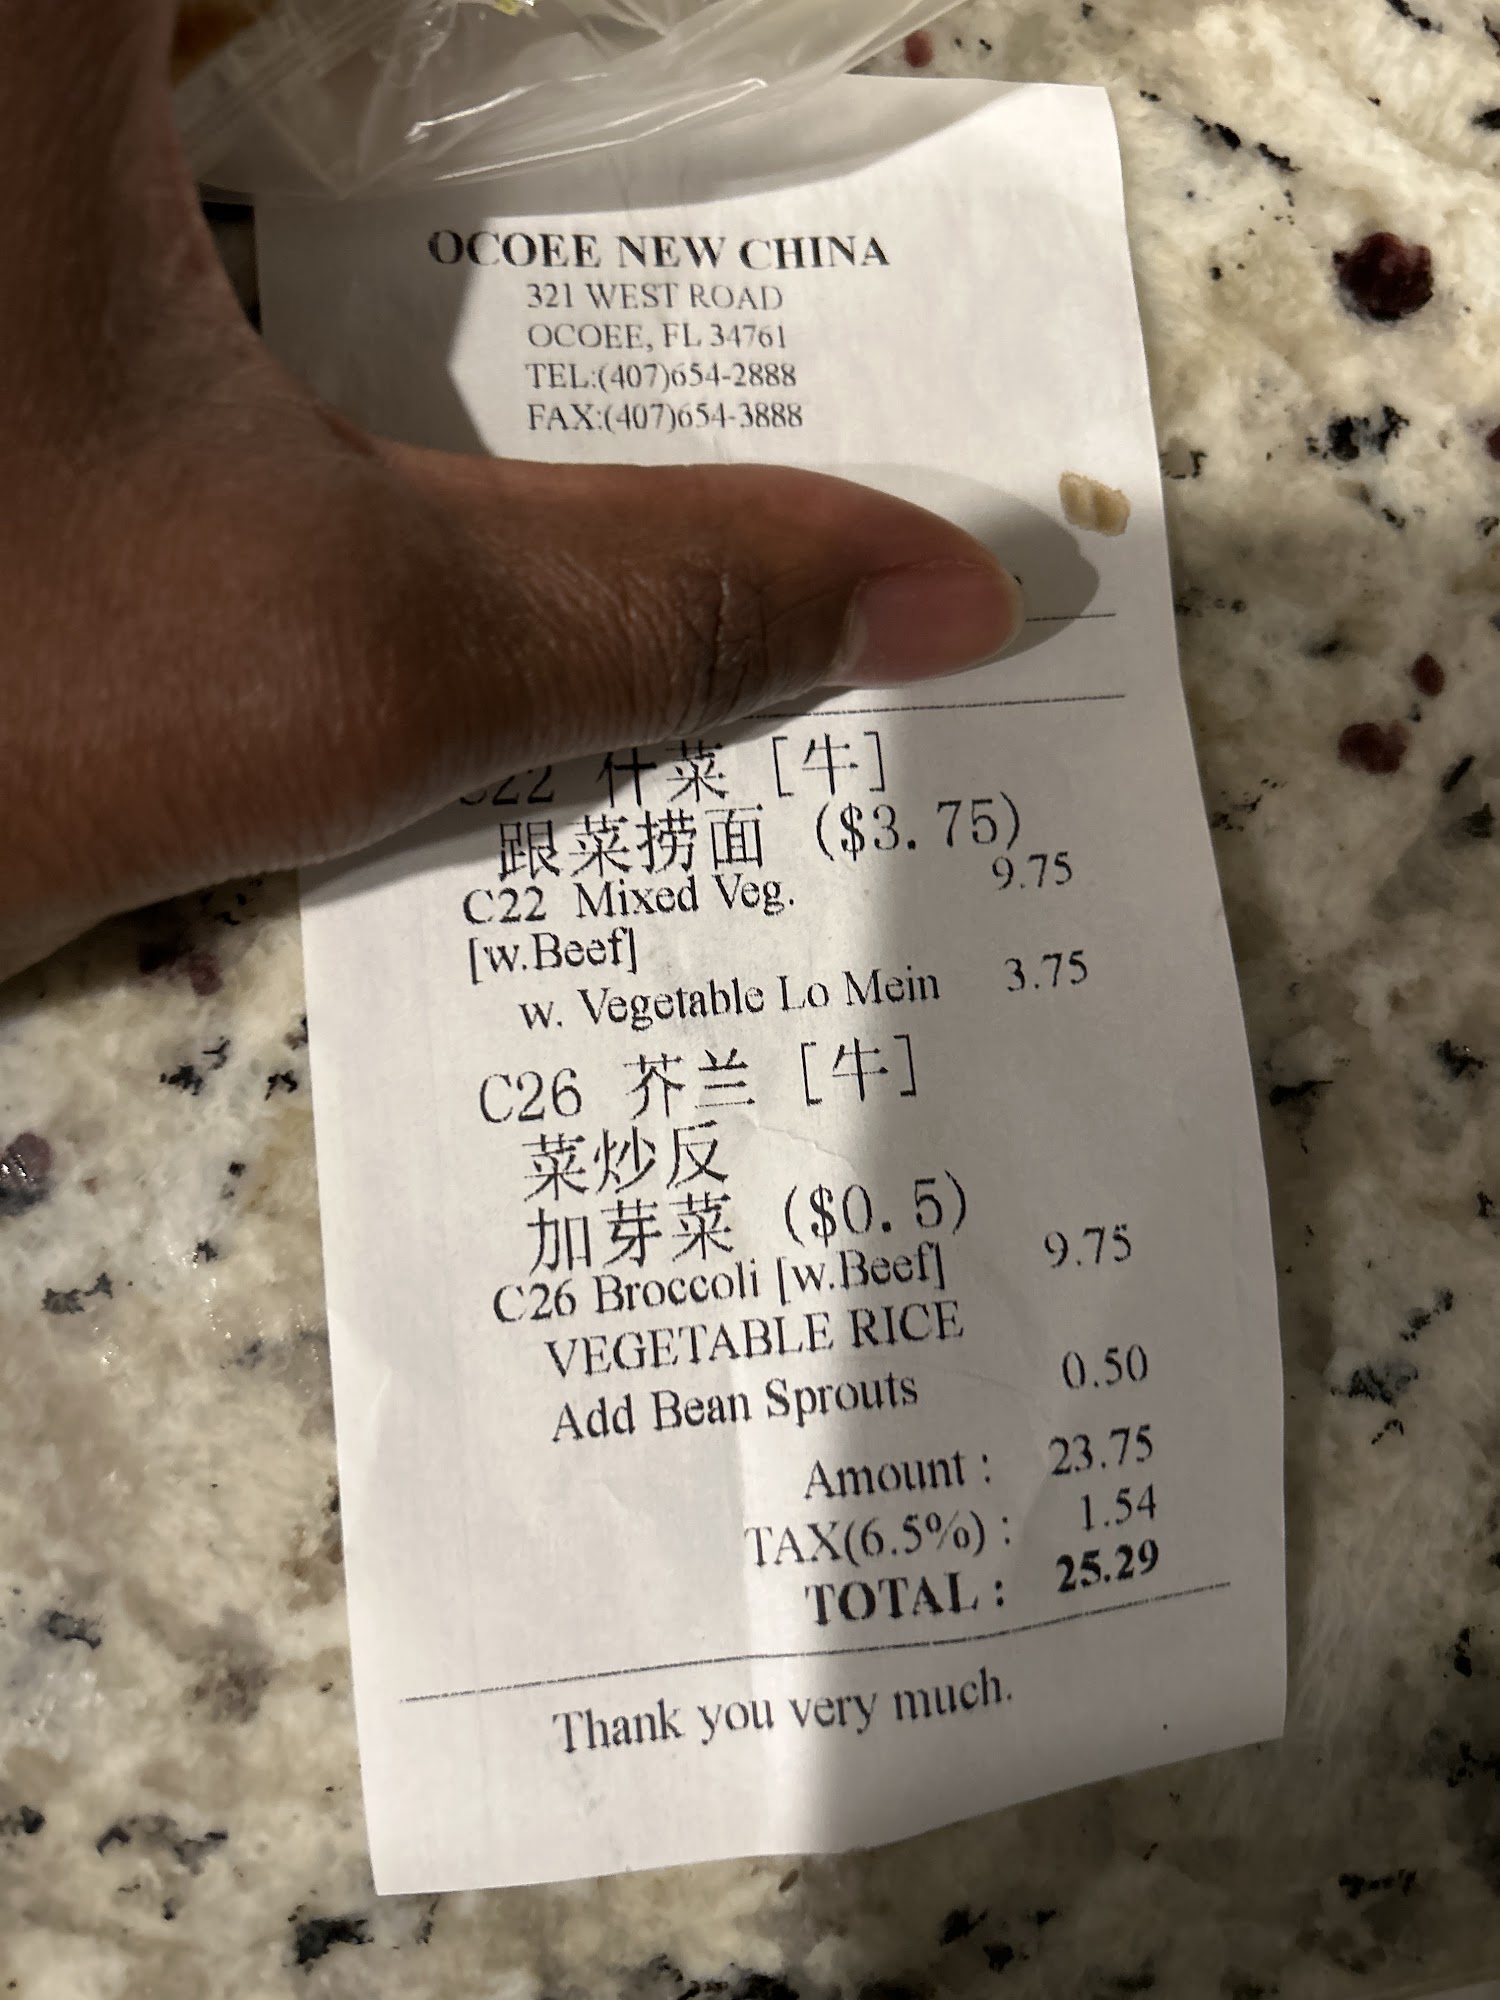 OCOEE NEW CHINA
321 WEST ROAD
OCOEE, FL 34761
TEL:(407)654-2888
FAX:(407)654-3888
C22 什菜 [牛]
跟菜捞面 ($3.75)
C22 Mixed Veg. 9.75
[w.Beef]
w. Vegetable Lo Mein 3.75
C26 芥兰 [牛]
菜炒反
加芽菜 ($0.5)
C26 Broccoli [w.Beef] 9.75
VEGETABLE RICE
Add Bean Sprouts 0.50
Amount : 23.75
TAX(6.5%) : 1.54
TOTAL : 25.29
Thank you very much.